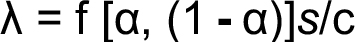 λ = f [α, (1 - α)]s/c